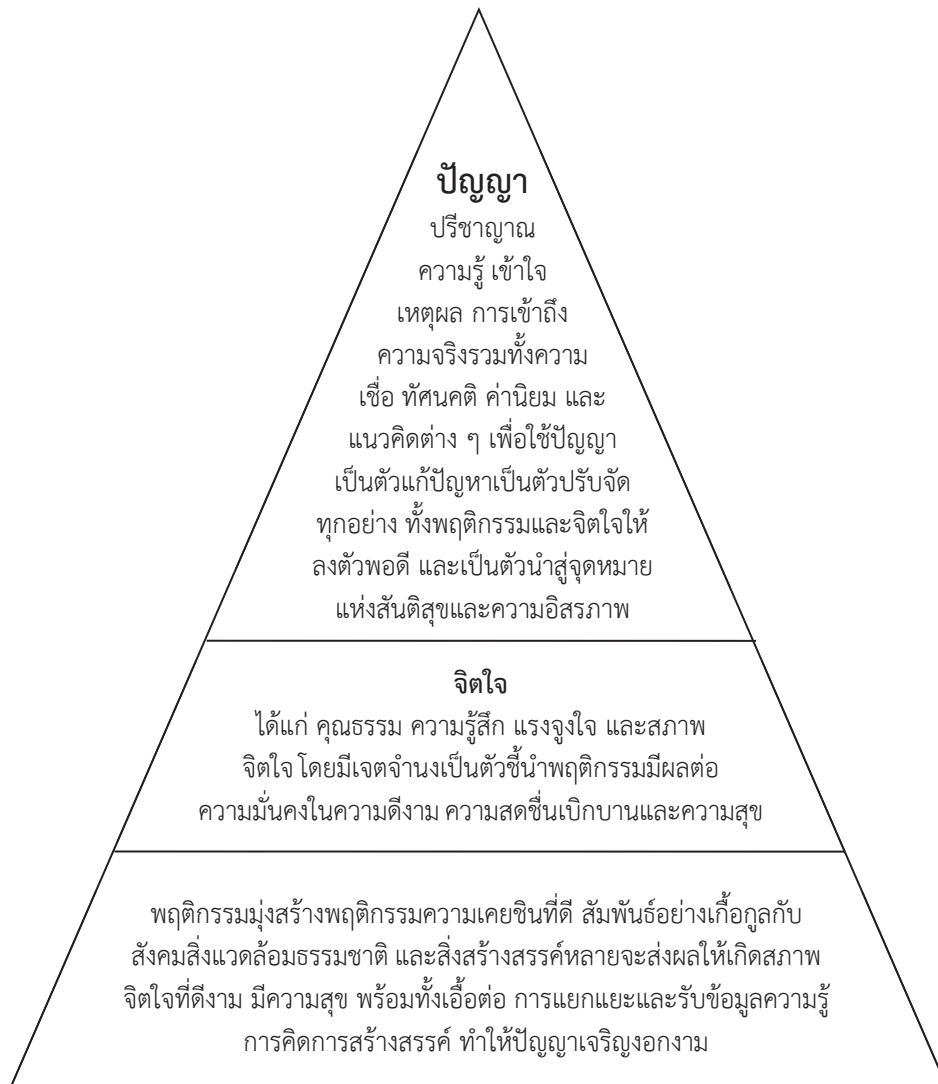 ปัญญา
ปรีชาญาณ
ความรู้ เข้าใจ
เหตุผล การเข้าถึง
ความจริงรวมทั้งความ
เชื่อ ทัศนคติ ค่านิยม และ
แนวคิดต่าง ๆ เพื่อใช้ปัญญา
เป็นตัวแก้ปัญหาเป็นตัวปรับจัด
ทุกอย่าง ทั้งพฤติกรรมและจิตใจให้
ลงตัวพอดี และเป็นตัวนำสู่จุดหมาย
แห่งสันติสุขและความอิสรภาพ
จิตใจ
ได้แก่ คุณธรรม ความรู้สึก แรงจูงใจ และสภาพ
จิตใจ โดยมีเจตจำนงเป็นตัวชี้นำพฤติกรรมมีผลต่อ
ความมั่นคงในความดีงาม ความสดชื่นเบิกบานและความสุข
พฤติกรรมมุ่งสร้างพฤติกรรมความเคยชินที่ดี สัมพันธ์อย่างเกื้อกูลกับ
สังคมสิ่งแวดล้อมธรรมชาติ และสิ่งสร้างสรรค์หลายจะส่งผลให้เกิดสภาพ
จิตใจที่ดีงาม มีความสุข พร้อมทั้งเอื้อต่อ การแยกแยะและรับข้อมูลความรู้
การคิดการสร้างสรรค์ ทำให้ปัญญาเจริญงอกงาม